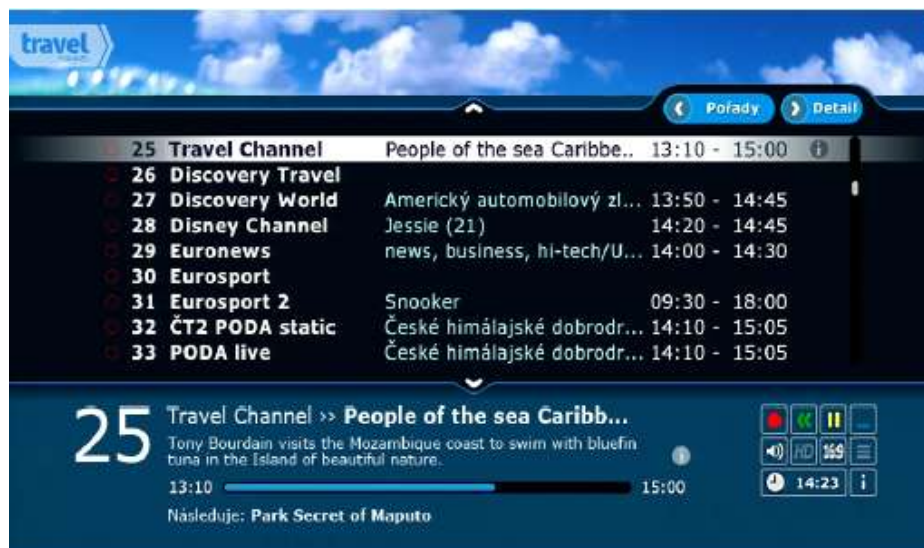 travel
Pořady Detail
25 Travel Channel People of the sea Caribbe.. 13:10 - 15:00 i
26 Discovery Travel
27 Discovery World Americký automobilový zl... 13:50 - 14:45
28 Disney Channel Jessie (21) 14:20 - 14:45
29 Euronews news, business, hi-tech/U... 14:00 - 14:30
30 Eurosport
31 Eurosport 2 Snooker 09:30 - 18:00
32 ČT2 PODA static České himálajské dobrodr... 14:10 - 15:05
33 PODA live České himálajské dobrodr... 14:10 - 15:05
25 Travel Channel ›› People of the sea Caribb...
Tony Bourdain visits the Mozambique coast to swim with bluefin
tuna in the Island of beautiful nature.
HD 16:9
13:10 15:00
14:23 i
Následuje: Park Secret of Maputo